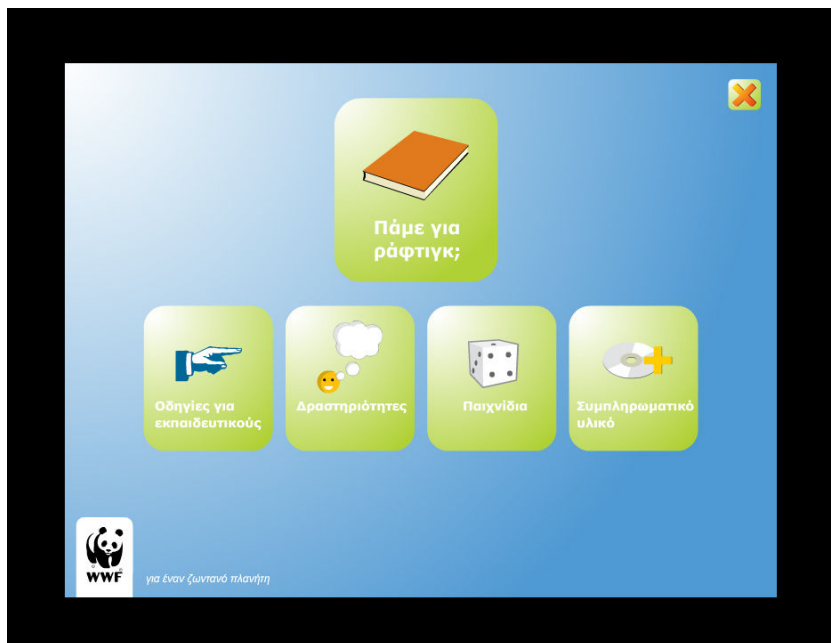 Πάμε για
ράφτιγκ;
Οδηγίες για
εκπαιδευτικούς
Δραστηριότητες
Παιχνίδια
Συμπληρωματικό
υλικό
WWF
για έναν ζωντανό πλανήτη